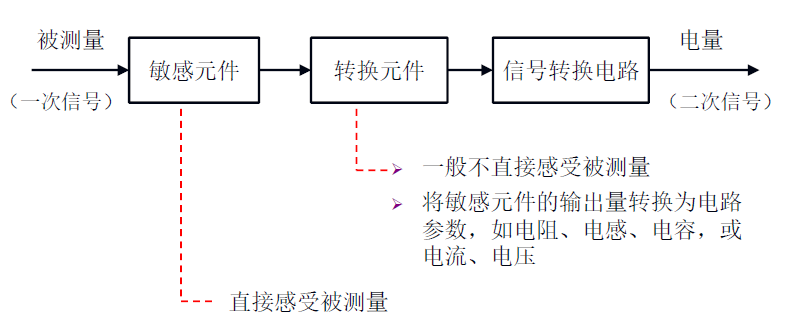 被测量
电量
敏感元件
转换元件
信号转换电路
（一次信号）
（二次信号）
一般不直接感受被测量
将敏感元件的输出量转换为电路
参数，如电阻、电感、电容，或
电流、电压
直接感受被测量